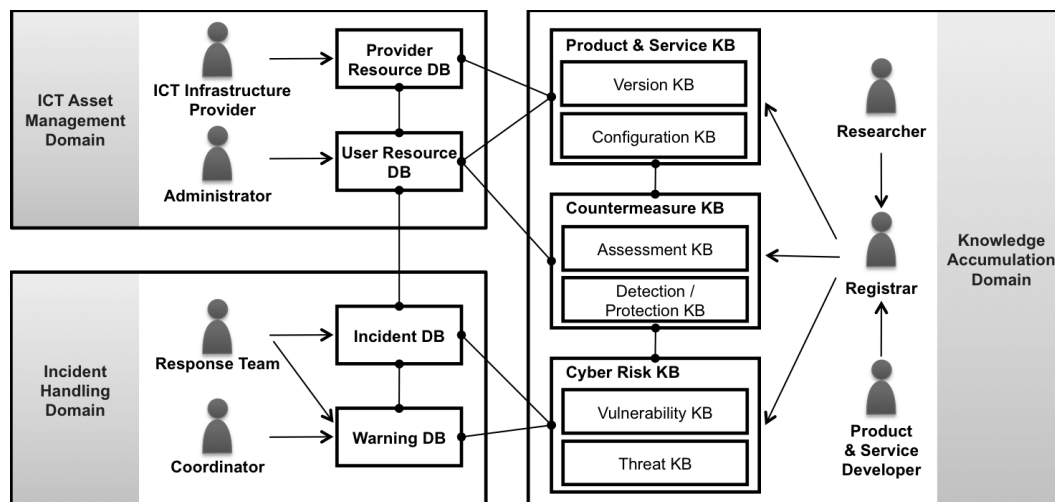 ICT Asset
Management
Domain
ICT Infrastructure
Provider
Administrator
Provider
Resource DB
User Resource
DB
Incident
Handling
Domain
Response Team
Coordinator
Incident DB
Warning DB
Product & Service KB
Version KB
Configuration KB
Countermeasure KB
Assessment KB
Detection /
Protection KB
Cyber Risk KB
Vulnerability KB
Threat KB
Researcher
Registrar
Product
& Service
Developer
Knowledge
Accumulation
Domain